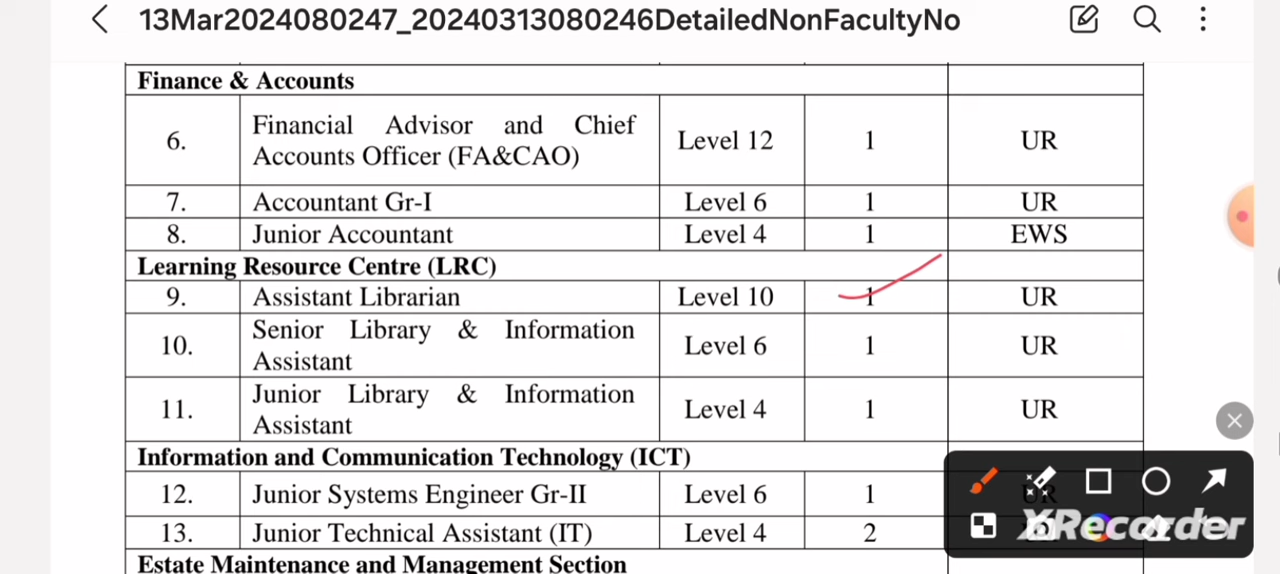 13Mar2024080247_20240313080246DetailedNonFacultyNo
Finance & Accounts
6. Financial Advisor and Chief Accounts Officer (FA&CAO) Level 12 1 UR
7. Accountant Gr-I Level 6 1 UR
8. Junior Accountant Level 4 1 EWS
Learning Resource Centre (LRC)
9. Assistant Librarian Level 10 1 UR
10. Senior Library & Information Assistant Level 6 1 UR
11. Junior Library & Information Assistant Level 4 1 UR
Information and Communication Technology (ICT)
12. Junior Systems Engineer Gr-II Level 6 1 UR
13. Junior Technical Assistant (IT) Level 4 2
XRecorder
Estate Maintenance and Management Section